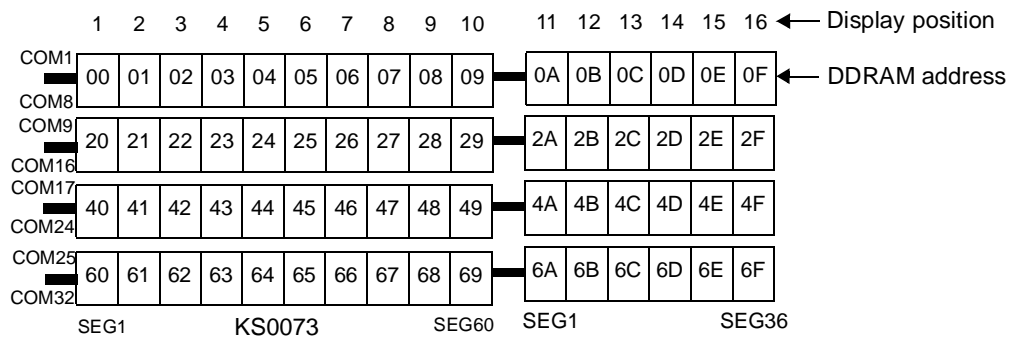 1 2 3 4 5 6 7 8 9 10 11 12 13 14 15 16 Display position
COM1
00 01 02 03 04 05 06 07 08 09 0A 0B 0C 0D 0E 0F DDRAM address
COM8
COM9
20 21 22 23 24 25 26 27 28 29 2A 2B 2C 2D 2E 2F
COM16
COM17
40 41 42 43 44 45 46 47 48 49 4A 4B 4C 4D 4E 4F
COM24
COM25
60 61 62 63 64 65 66 67 68 69 6A 6B 6C 6D 6E 6F
COM32
SEG1 KS0073 SEG60 SEG1 SEG36